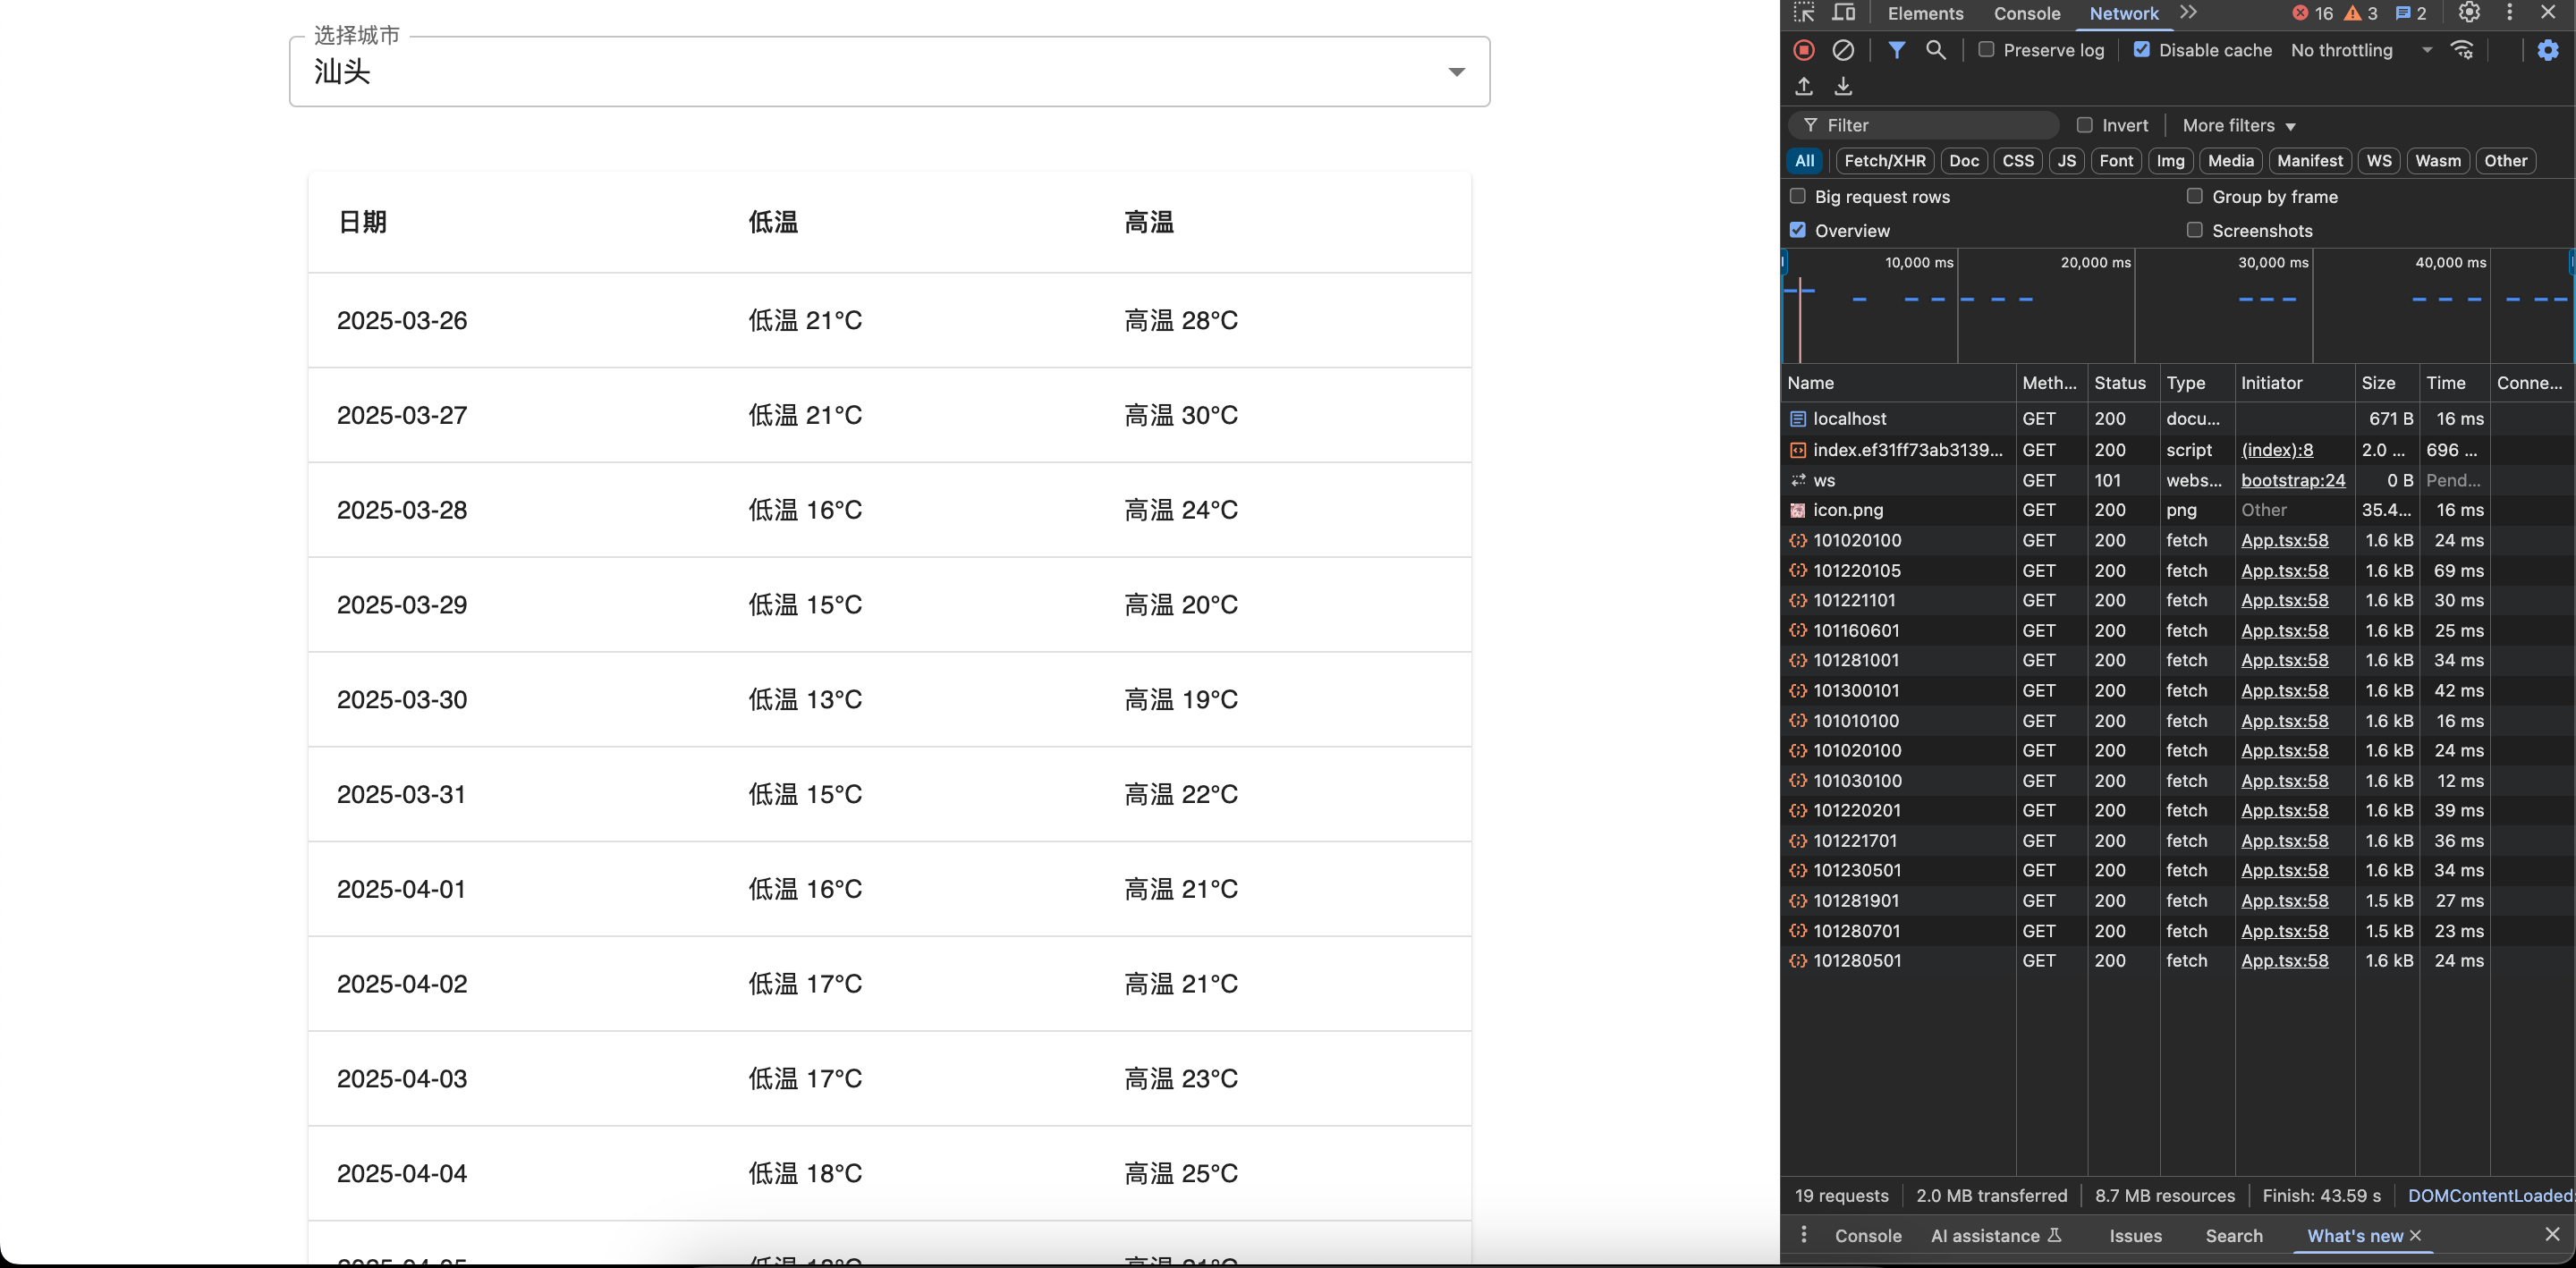 选择城市
汕头
日期 低温 高温
2025-03-26 低温 21°C 高温 28°C
2025-03-27 低温 21°C 高温 30°C
2025-03-28 低温 16°C 高温 24°C
2025-03-29 低温 15°C 高温 20°C
2025-03-30 低温 13°C 高温 19°C
2025-03-31 低温 15°C 高温 22°C
2025-04-01 低温 16°C 高温 21°C
2025-04-02 低温 17°C 高温 21°C
2025-04-03 低温 17°C 高温 23°C
2025-04-04 低温 18°C 高温 25°C
Elements Console Network 16 3 2
Preserve log Disable cache No throttling
Filter Invert More filters
All Fetch/XHR Doc CSS JS Font Img Media Manifest WS Wasm Other
Big request rows Group by frame
Overview Screenshots
10,000 ms 20,000 ms 30,000 ms 40,000 ms
Name Meth... Status Type Initiator Size Time Conne...
localhost GET 200 docu... 671 B 16 ms
index.ef31ff73ab3139... GET 200 script (index):8 2.0 ... 696 ...
ws GET 101 webs... bootstrap:24 0 B Pend...
icon.png GET 200 png Other 35.4... 16 ms
101020100 GET 200 fetch App.tsx:58 1.6 kB 24 ms
101220105 GET 200 fetch App.tsx:58 1.6 kB 69 ms
101221101 GET 200 fetch App.tsx:58 1.6 kB 30 ms
101160601 GET 200 fetch App.tsx:58 1.6 kB 25 ms
101281001 GET 200 fetch App.tsx:58 1.6 kB 34 ms
101300101 GET 200 fetch App.tsx:58 1.6 kB 42 ms
101010100 GET 200 fetch App.tsx:58 1.6 kB 16 ms
101020100 GET 200 fetch App.tsx:58 1.6 kB 24 ms
101030100 GET 200 fetch App.tsx:58 1.6 kB 12 ms
101220201 GET 200 fetch App.tsx:58 1.6 kB 39 ms
101221701 GET 200 fetch App.tsx:58 1.6 kB 36 ms
101230501 GET 200 fetch App.tsx:58 1.6 kB 34 ms
101281901 GET 200 fetch App.tsx:58 1.5 kB 27 ms
101280701 GET 200 fetch App.tsx:58 1.5 kB 23 ms
101280501 GET 200 fetch App.tsx:58 1.6 kB 24 ms
19 requests 2.0 MB transferred 8.7 MB resources Finish: 43.59 s DOMContentLoaded
Console AI assistance Issues Search What's new